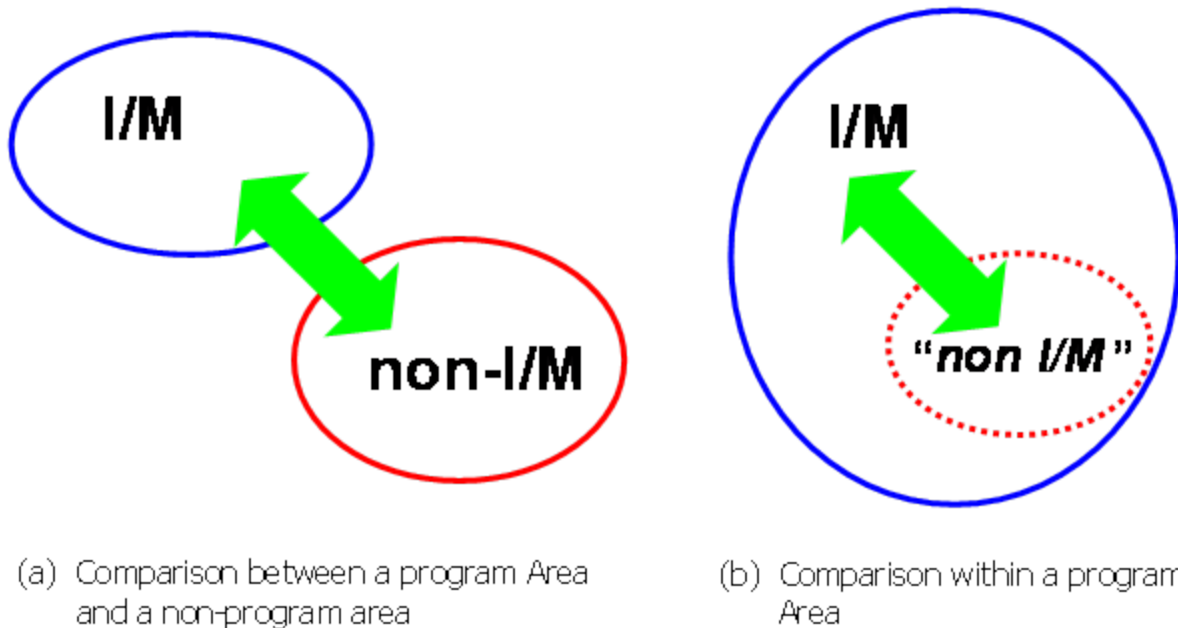 I/M
non-I/M
(a) Comparison between a program Area
and a non-program area
I/M
“non I/M”
(b) Comparison within a program
Area